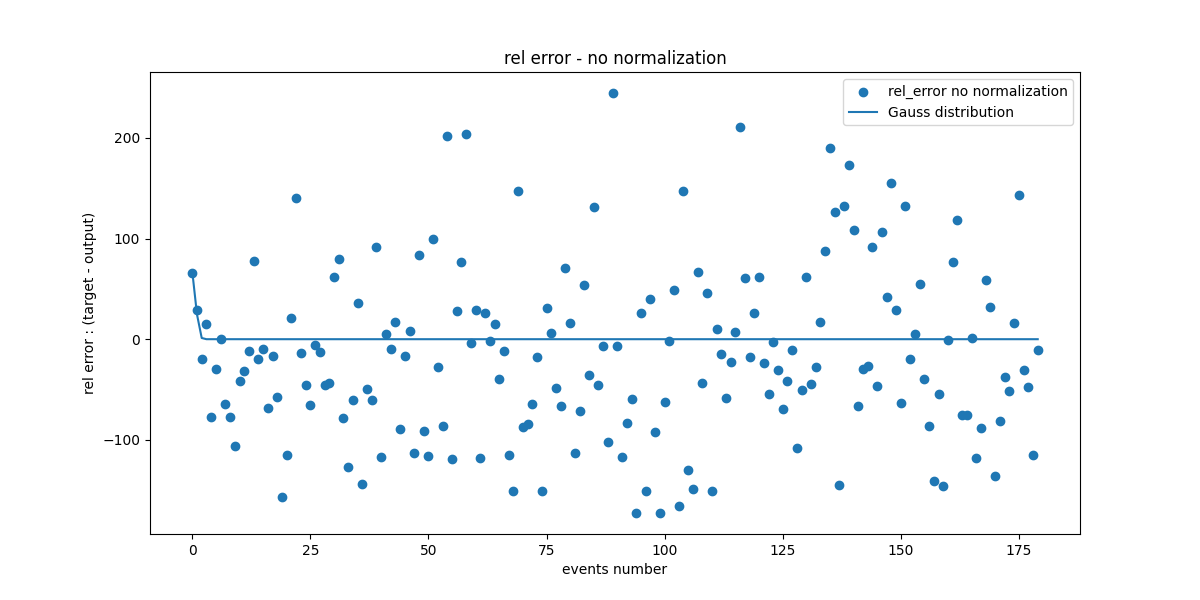 rel error - no normalization
rel_error no normalization
Gauss distribution
rel error : (target - output)
200
100
0
−100
0
25
50
75
100
125
150
175
events number